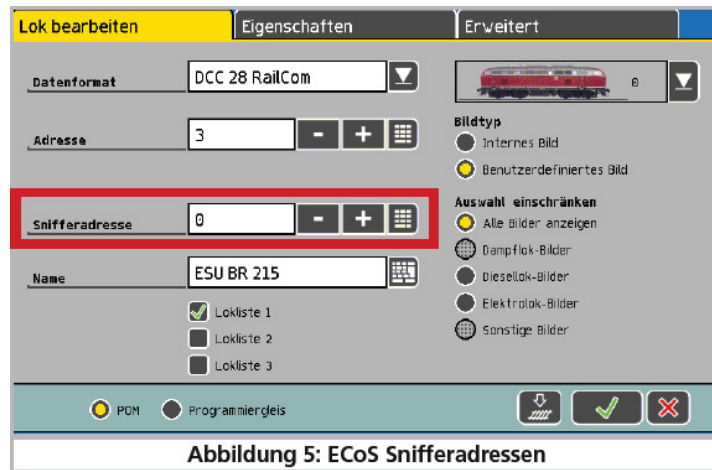 Lok bearbeiten
Eigenschaften
Erweitert
Datenformat
DCC 28 RailCom
0
Adresse
3
- +
Bildtyp
Internes Bild
Benutzerdefiniertes Bild
Snifferadresse
0
- +
Auswahl einschränken
Alle Bilder anzeigen
Dampflok-Bilder
Diesellok-Bilder
Elektrolok-Bilder
Sonstige Bilder
Name
ESU BR 215
Lokliste 1
Lokliste 2
Lokliste 3
POM
Programmiergleis
Abbildung 5: ECoS Snifferadressen